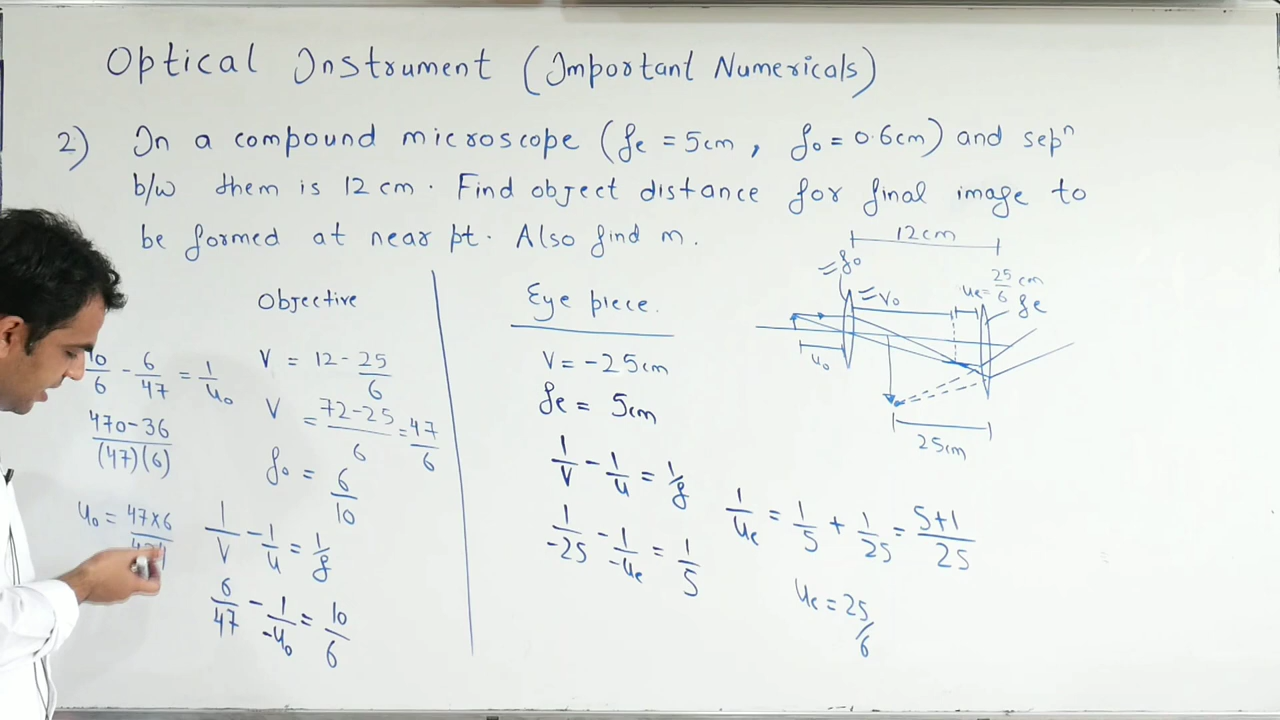 Optical Instrument (Important Numericals)
2) In a compound microscope (fe = 5cm, fo = 0.6cm) and sepⁿ
b/w them is 12 cm. Find object distance for final image to
be formed at near pt. Also find m.
12cm
fo
vo
ue = 25/6 cm
fe
uo
25cm
Objective
V = 12 - 25/6
V = (72-25)/6 = 47/6
fo = 6/10
1/V - 1/u = 1/f
6/47 - 1/-uo = 10/6
10/6 - 6/47 = 1/uo
(470-36)/(47)(6)
uo = 47x6
Eye piece.
V = -25cm
fe = 5cm
1/V - 1/u = 1/f
1/-25 - 1/-ue = 1/5
1/ue = 1/5 + 1/25 = (5+1)/25
ue = 25/6